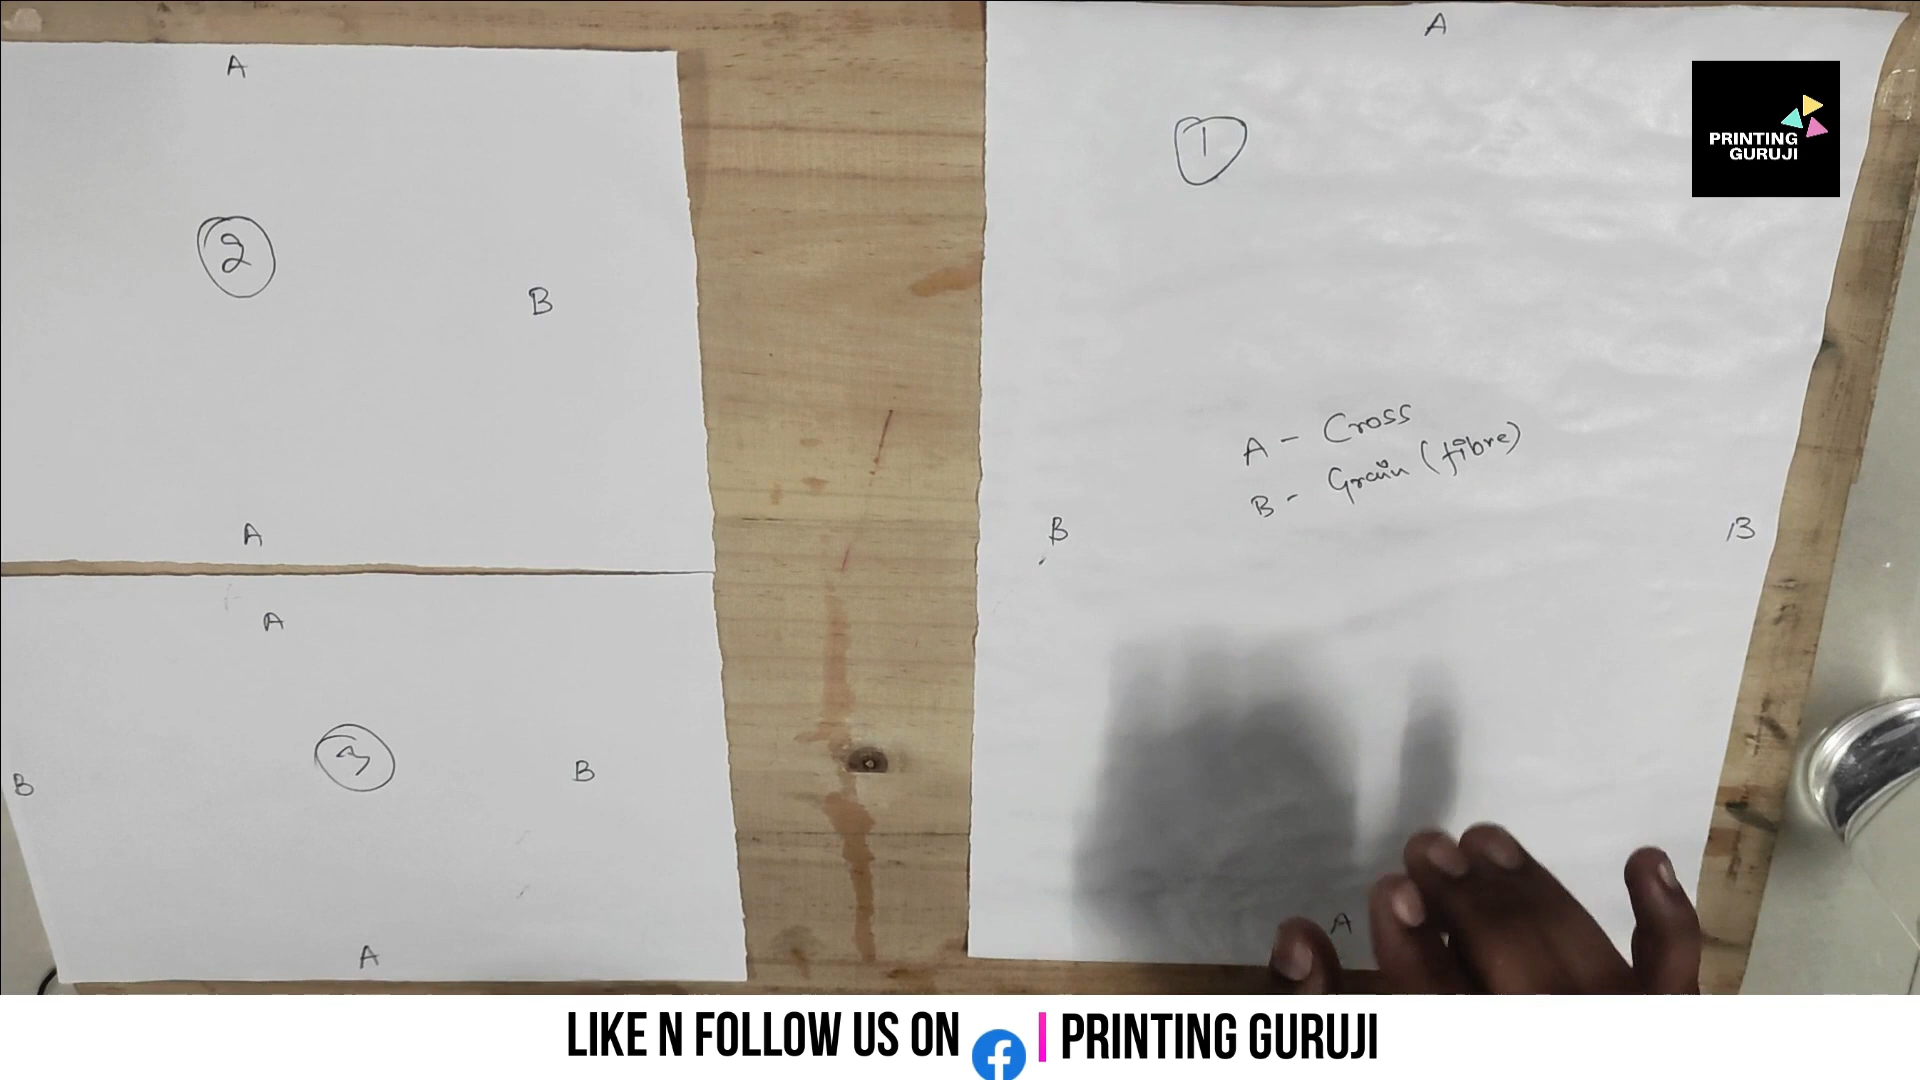 A
2
B
A
A
3
B
B
A
A
1
A - Cross
B - Grain (fibre)
B
B
A
PRINTING
GURUJI
LIKE N FOLLOW US ON f | PRINTING GURUJI